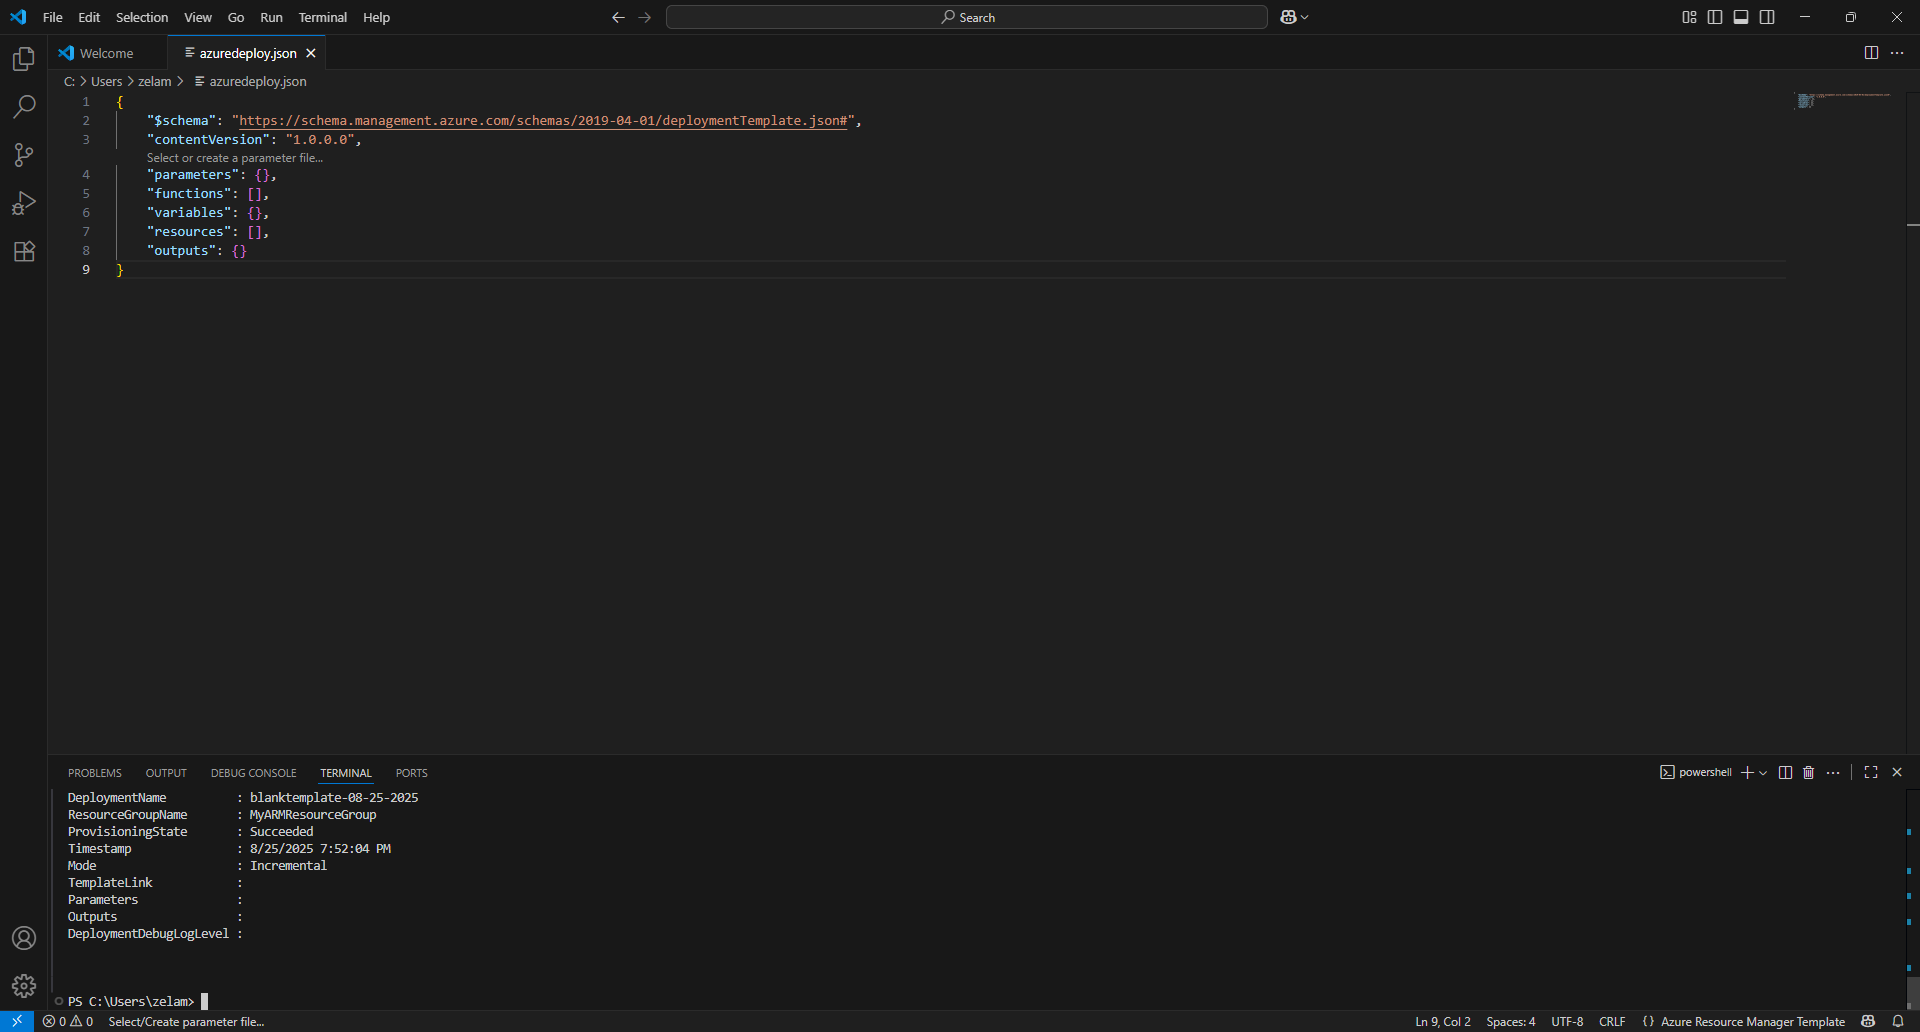 File Edit Selection View Go Run Terminal Help
Search
Welcome
azuredeploy.json
C: > Users > zelam > azuredeploy.json
1 {
2 "$schema": "https://schema.management.azure.com/schemas/2019-04-01/deploymentTemplate.json#",
3 "contentVersion": "1.0.0.0",
Select or create a parameter file...
4 "parameters": {},
5 "functions": [],
6 "variables": {},
7 "resources": [],
8 "outputs": {}
9 }
PROBLEMS OUTPUT DEBUG CONSOLE TERMINAL PORTS
powershell
DeploymentName : blanktemplate-08-25-2025
ResourceGroupName : MyARMResourceGroup
ProvisioningState : Succeeded
Timestamp : 8/25/2025 7:52:04 PM
Mode : Incremental
TemplateLink :
Parameters :
Outputs :
DeploymentDebugLogLevel :
PS C:\Users\zelam>
0 0 Select/Create parameter file...
Ln 9, Col 2 Spaces: 4 UTF-8 CRLF {} Azure Resource Manager Template